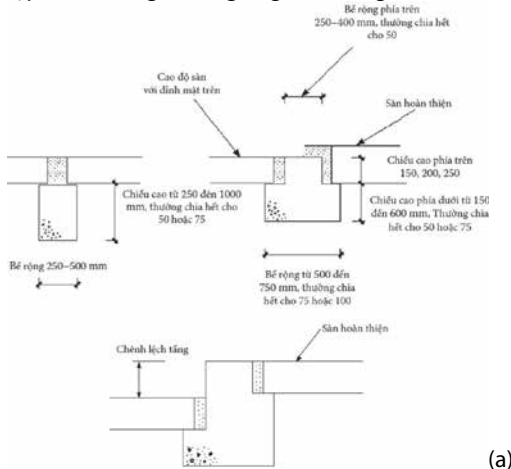 Bề rộng phía trên
250–400 mm, thường chia hết
cho 50
Cao độ sàn
với đỉnh mặt trên
Sàn hoàn thiện
Chiều cao phía trên
150, 200, 250
Chiều cao từ 250 đến 1000
mm, thường chia hết cho
50 hoặc 75
Chiều cao phía dưới từ 150
đến 600 mm, Thường chia
hết cho 50 hoặc 75
Bề rộng 250–500 mm
Bề rộng từ 500 đến
750 mm, thường chia
hết cho 75 hoặc 100
Chênh lệch tầng
Sàn hoàn thiện
(a)